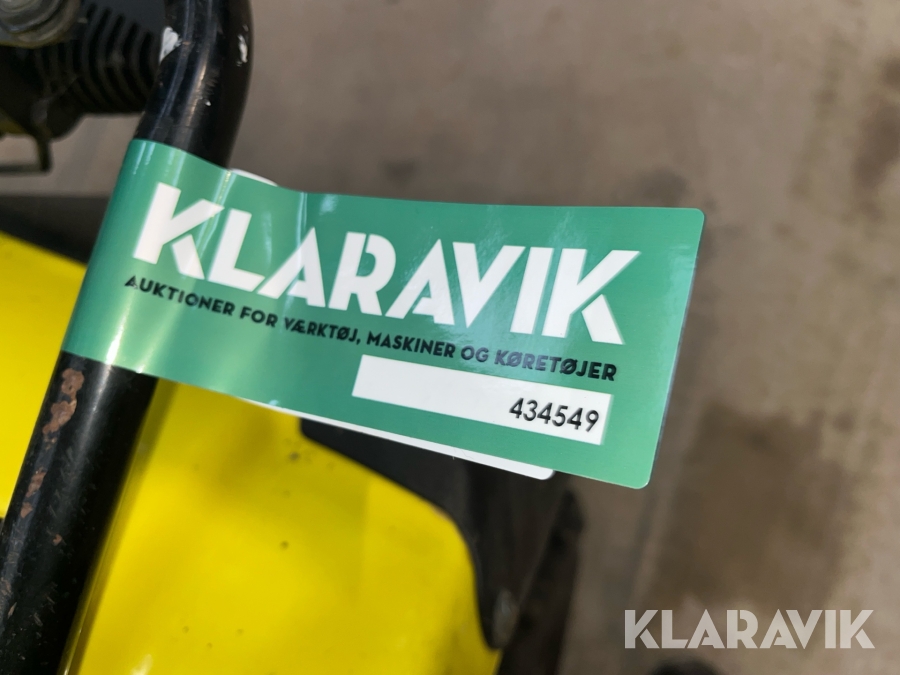 KLARAVIK
AUKTIONER FOR VÆRKTØJ, MASKINER OG KØRETØJER
434549
KLARAVIK